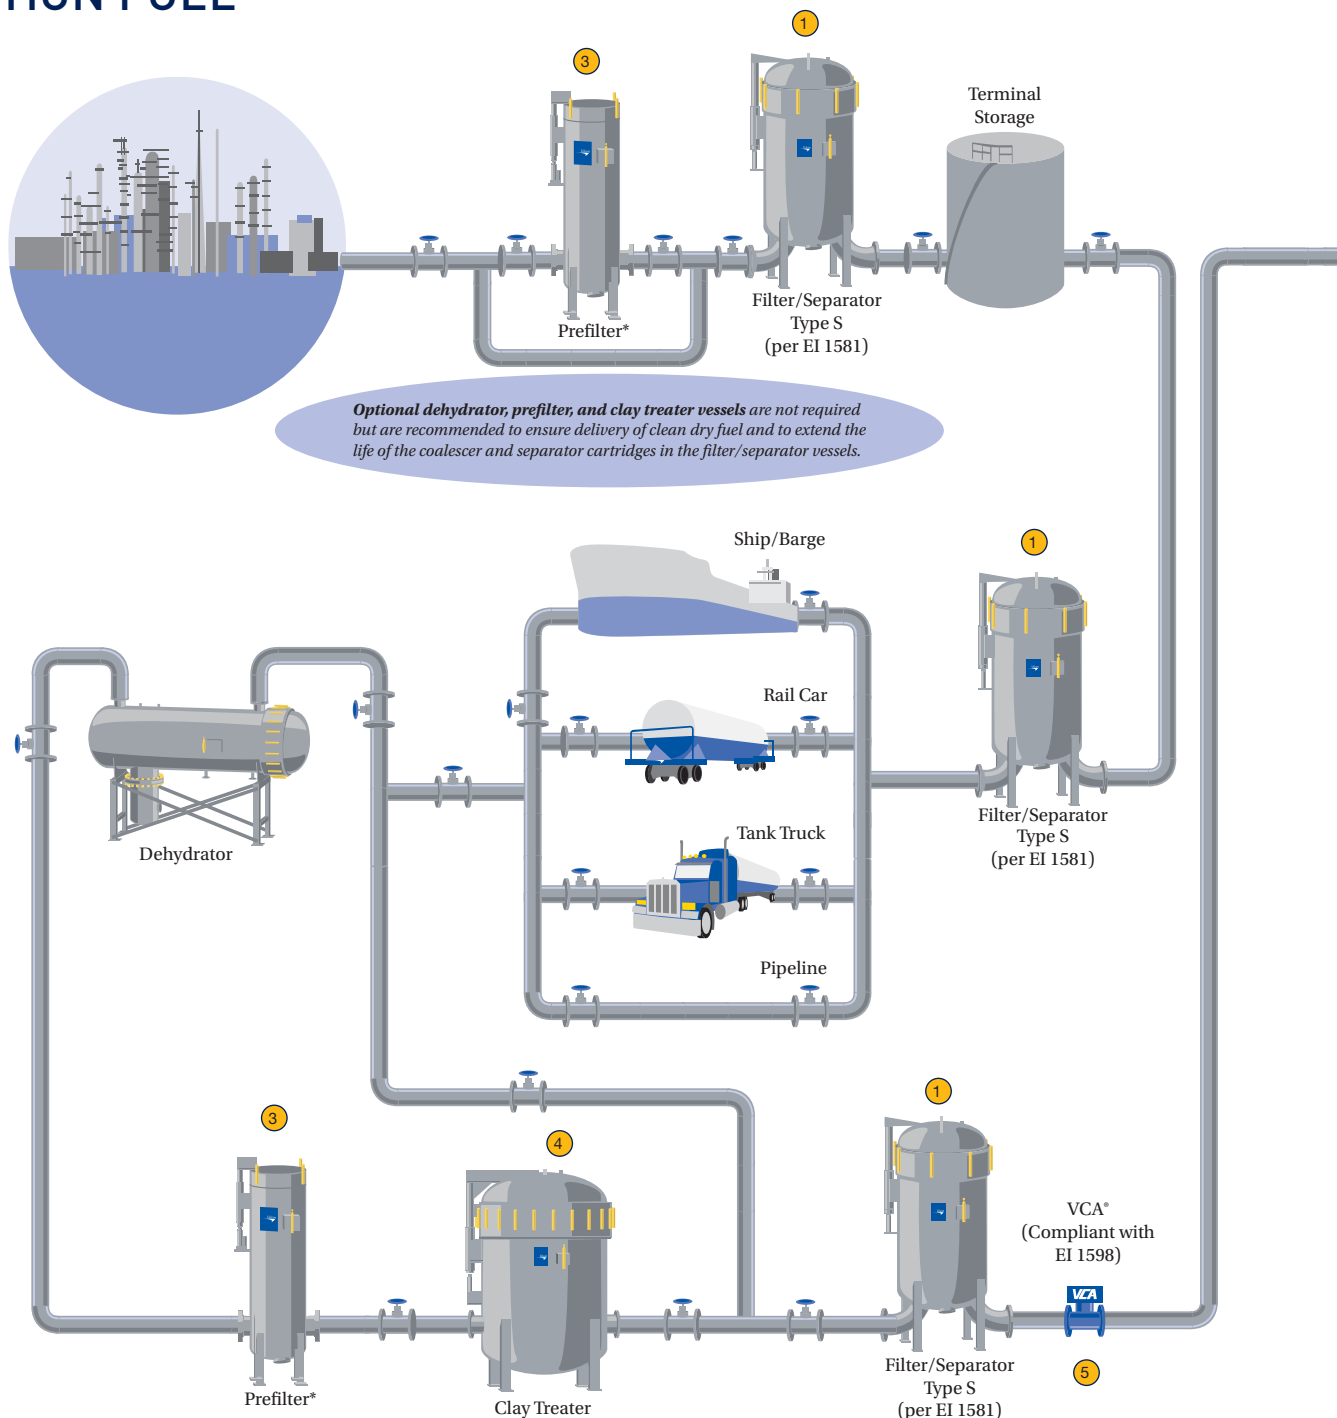 1
3
Terminal
Storage
Filter/Separator
Type S
(per EI 1581)
Prefilter*
Optional dehydrator, prefilter, and clay treater vessels are not required
but are recommended to ensure delivery of clean dry fuel and to extend the
life of the coalescer and separator cartridges in the filter/separator vessels.
Ship/Barge
1
Rail Car
Filter/Separator
Type S
(per EI 1581)
Tank Truck
Dehydrator
Pipeline
1
3
4
VCA®
(Compliant with
EI 1598)
VCA
5
Filter/Separator
Type S
(per EI 1581)
Prefilter*
Clay Treater